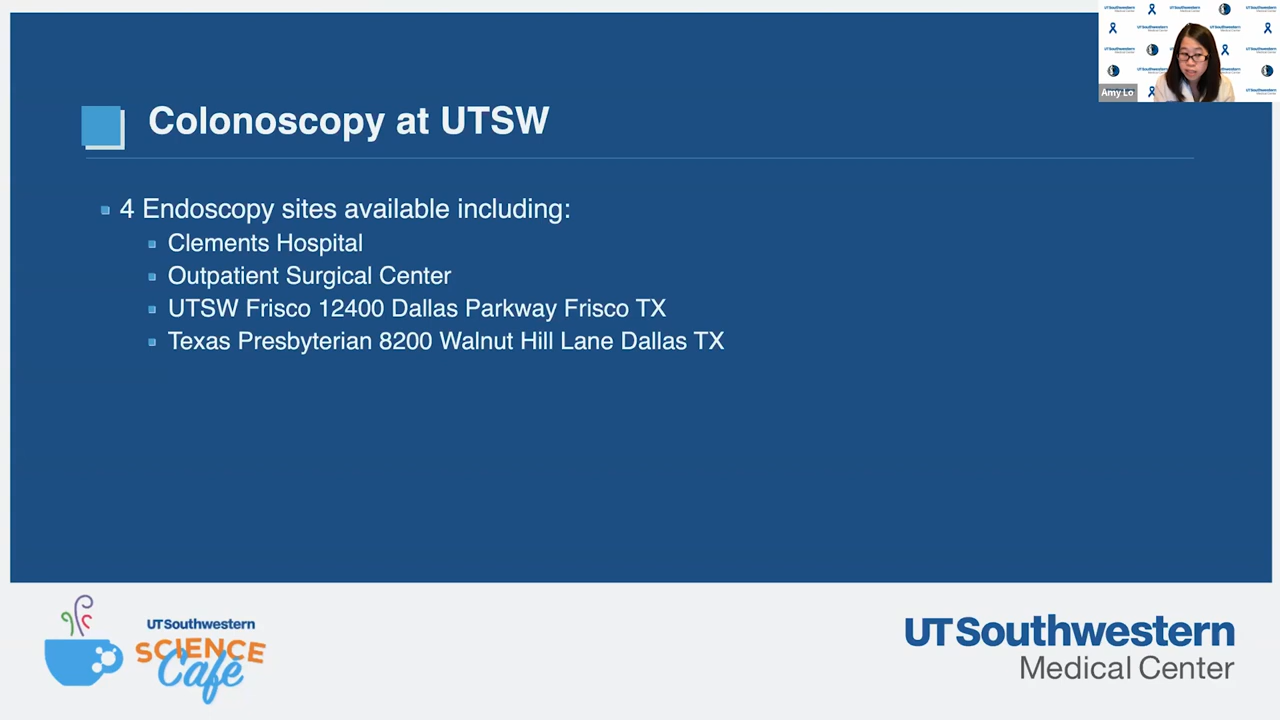 Colonoscopy at UTSW
4 Endoscopy sites available including:
Clements Hospital
Outpatient Surgical Center
UTSW Frisco 12400 Dallas Parkway Frisco TX
Texas Presbyterian 8200 Walnut Hill Lane Dallas TX
Amy Lo
UTSouthwestern
SCIENCE
Café
UTSouthwestern
Medical Center